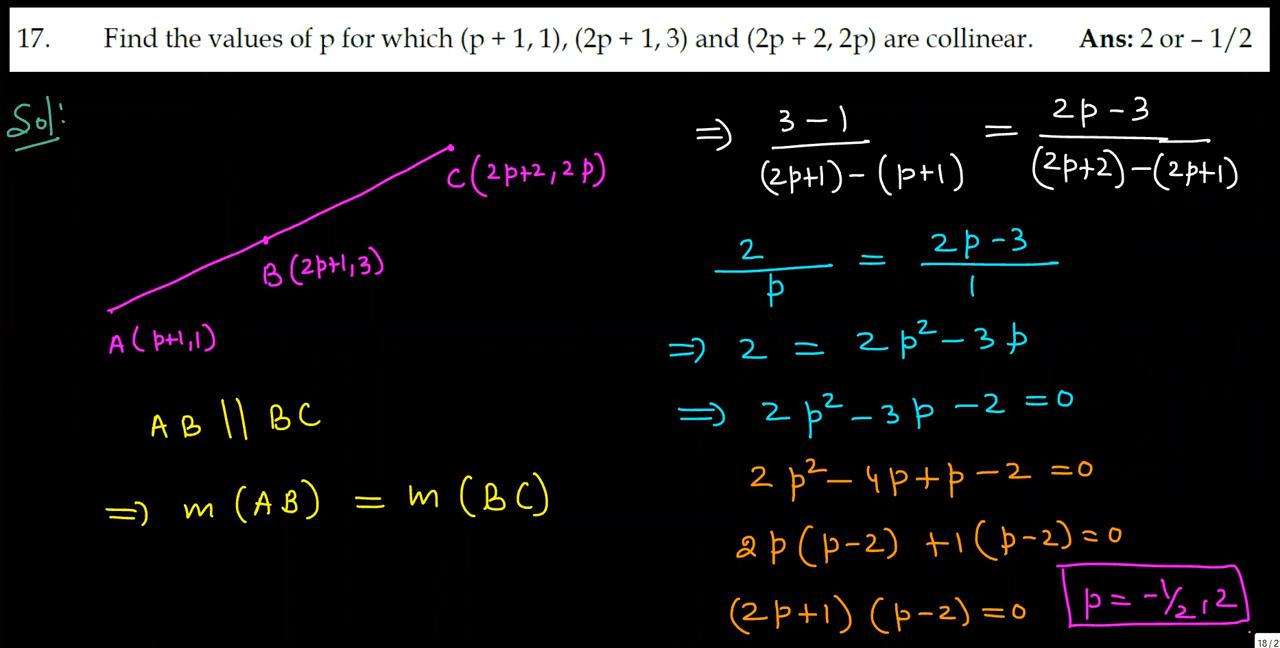 17. Find the values of p for which (p + 1, 1), (2p + 1, 3) and (2p + 2, 2p) are collinear. Ans: 2 or – 1/2
Sol:
C(2p+2, 2p)
B(2p+1, 3)
A(p+1, 1)
AB || BC
=> m(AB) = m(BC)
=> (3-1)/((2p+1)-(p+1)) = (2p-3)/((2p+2)-(2p+1))
2/p = (2p-3)/1
=> 2 = 2p² - 3p
=> 2p² - 3p - 2 = 0
2p² - 4p + p - 2 = 0
2p(p-2) + 1(p-2) = 0
(2p+1)(p-2) = 0
p = -1/2, 2